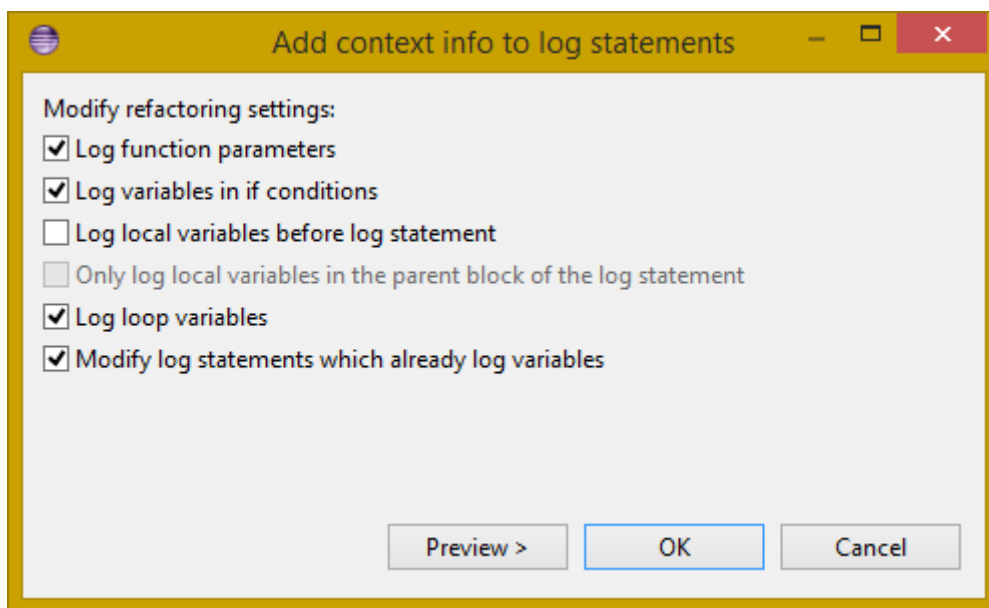 Add context info to log statements
Modify refactoring settings:
Log function parameters
Log variables in if conditions
Log local variables before log statement
Only log local variables in the parent block of the log statement
Log loop variables
Modify log statements which already log variables
Preview >
OK
Cancel